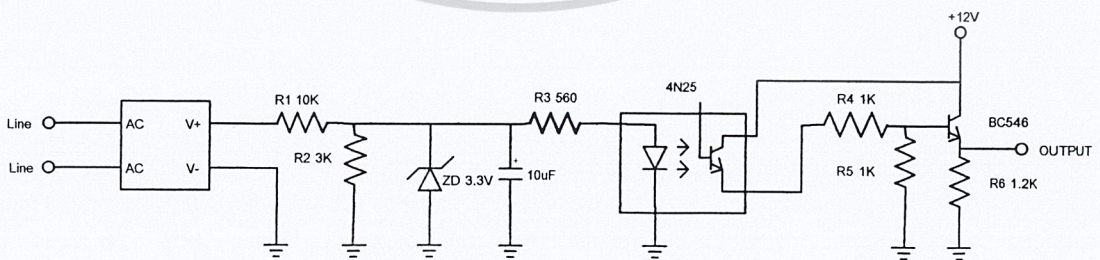 +12V
4N25
R1 10K
R3 560
R4 1K
Line
AC
V+
BC546
R2 3K
+
OUTPUT
Line
AC
V-
ZD 3.3V
10uF
R5 1K
R6 1.2K